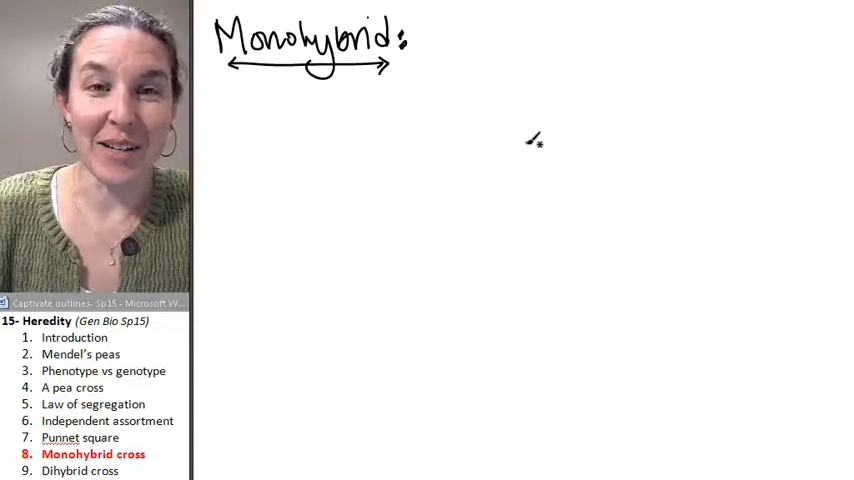 Monohybrid:
Captivate outlines- Sp15 - Microsoft W...
15- Heredity (Gen Bio Sp15)
1. Introduction
2. Mendel's peas
3. Phenotype vs genotype
4. A pea cross
5. Law of segregation
6. Independent assortment
7. Punnet square
8. Monohybrid cross
9. Dihybrid cross